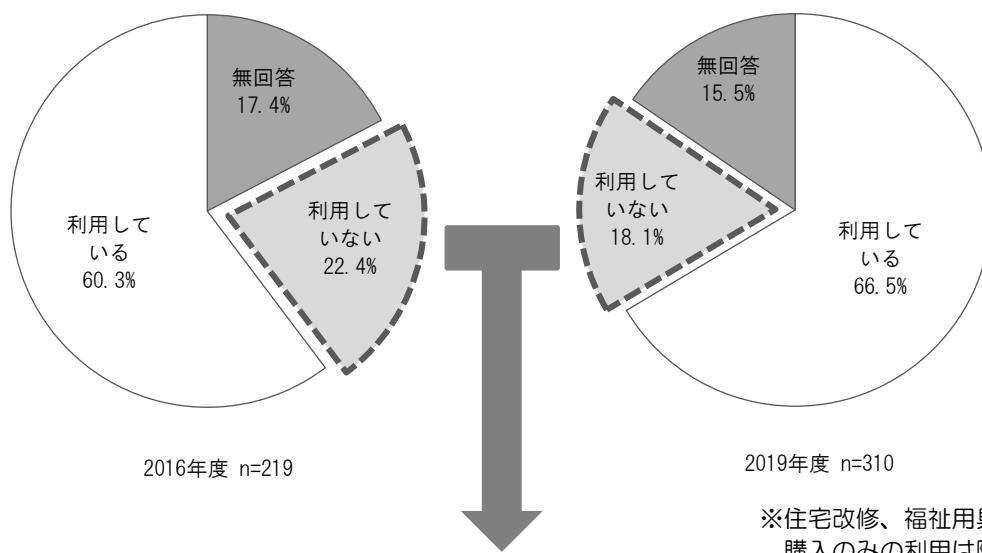 無回答
17.4%
利用して
いない
22.4%
利用して
いる
60.3%
2016年度 n=219
無回答
15.5%
利用して
いない
18.1%
利用して
いる
66.5%
2019年度 n=310
※住宅改修、福祉用具
購入のみの利用は